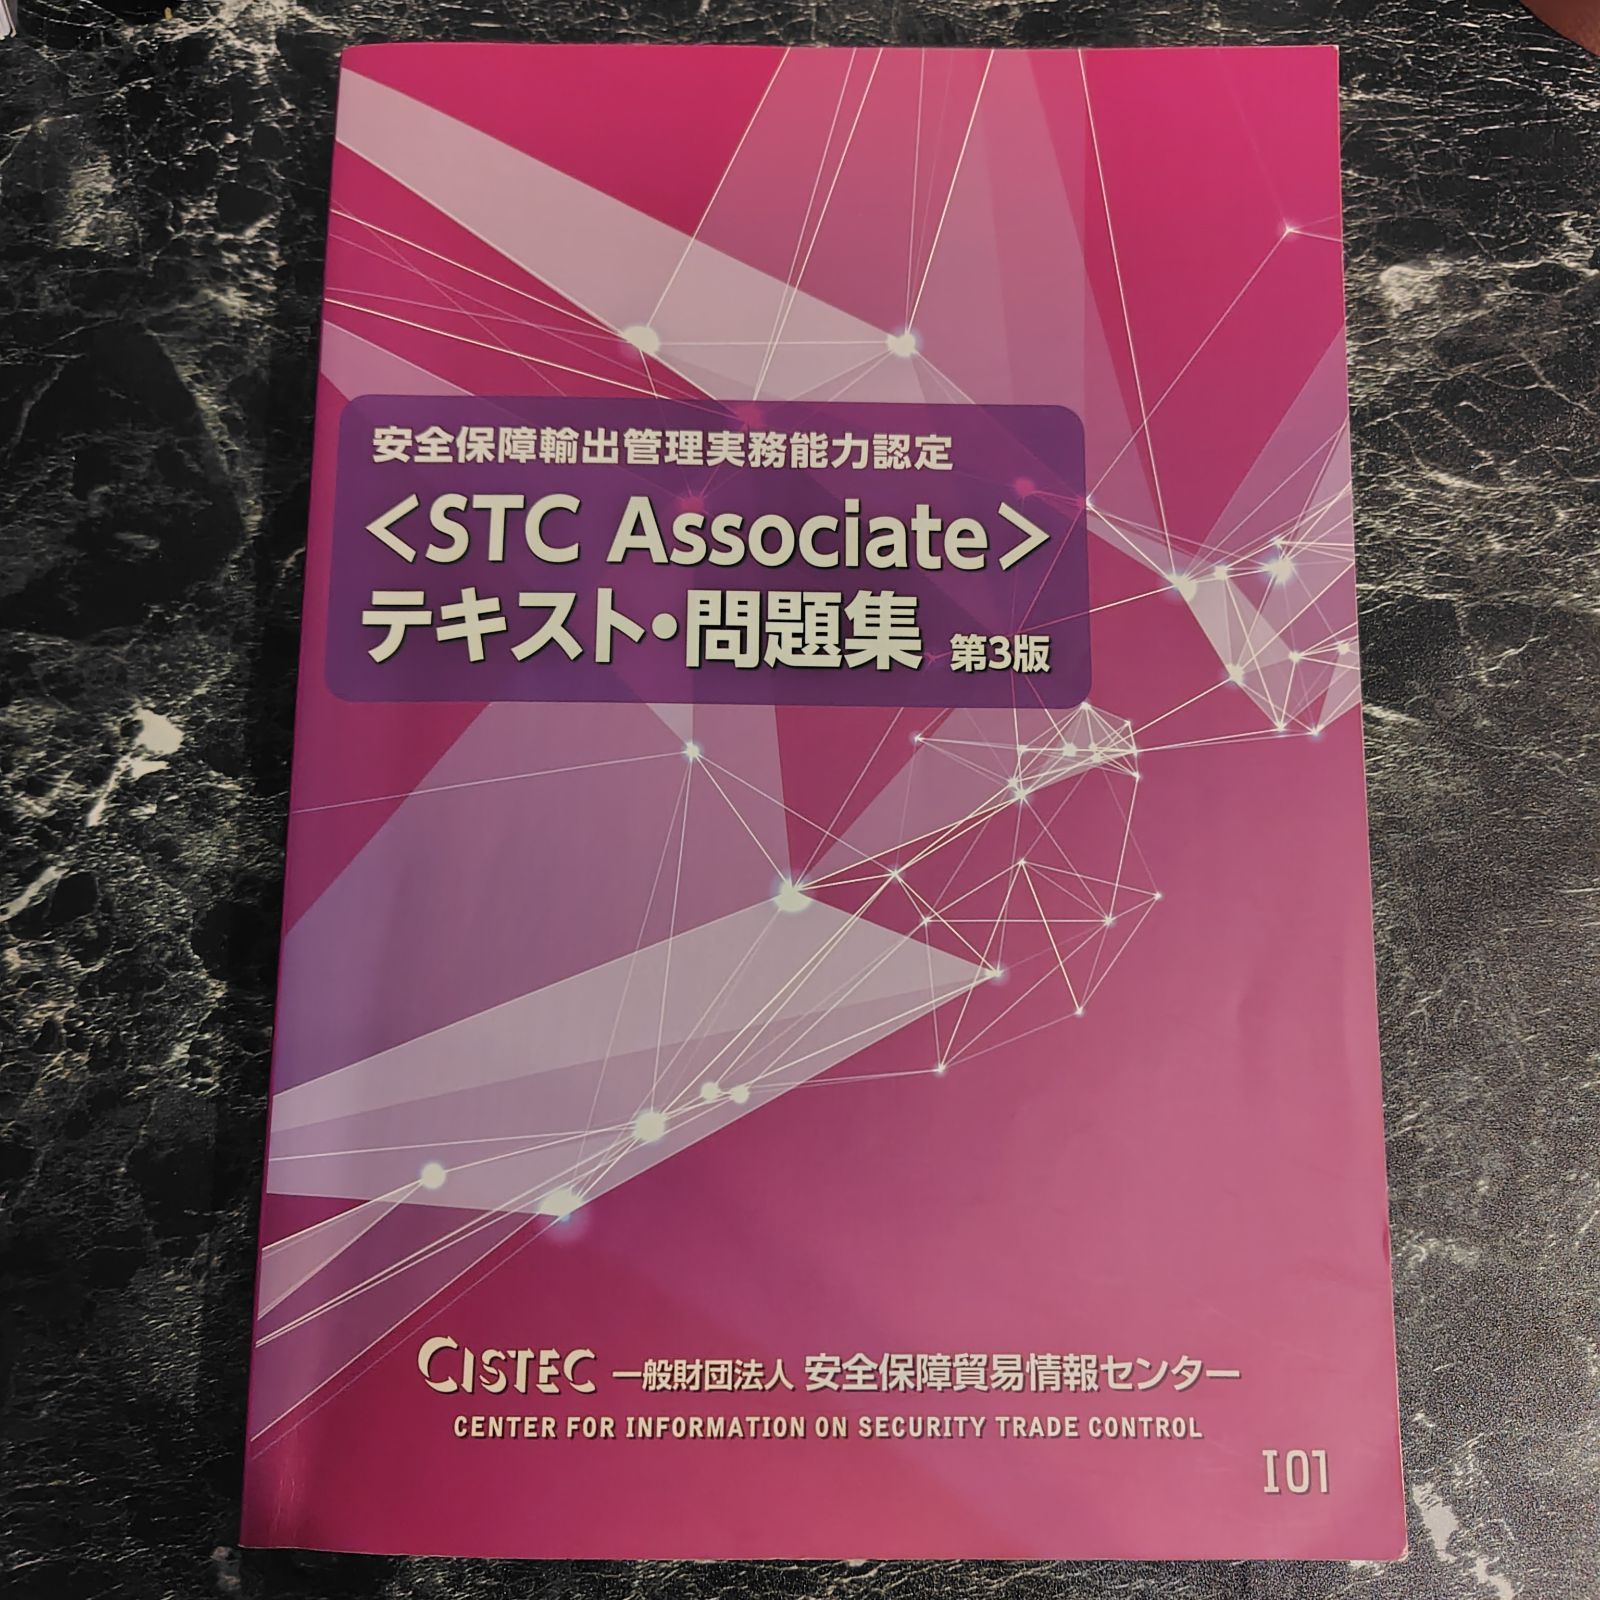 安全保障輸出管理実務能力認定
<STC Associate>
テキスト・問題集 第3版
CISTEC 一般財団法人 安全保障貿易情報センター
CENTER FOR INFORMATION ON SECURITY TRADE CONTROL
I01